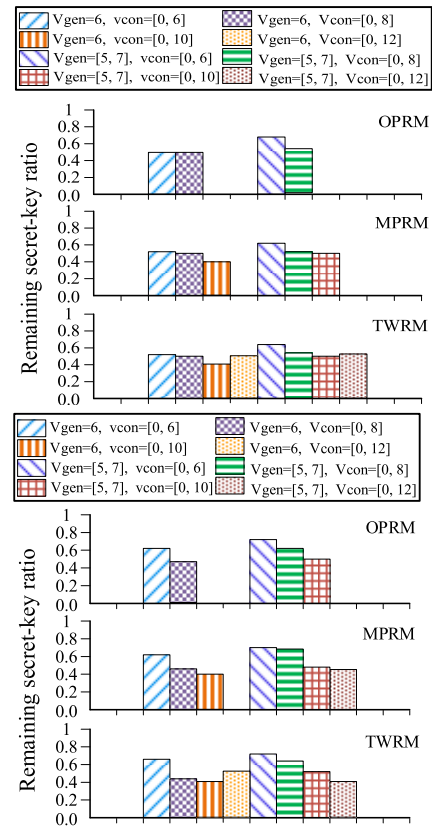 Vgen=6, vcon=[0, 6] Vgen=6, Vcon=[0, 8]
Vgen=6, vcon=[0, 10] Vgen=6, Vcon=[0, 12]
Vgen=[5, 7], vcon=[0, 6] Vgen=[5, 7], Vcon=[0, 8]
Vgen=[5, 7], vcon=[0, 10] Vgen=[5, 7], Vcon=[0, 12]
Remaining secret-key ratio
OPRM
1
0.8
0.6
0.4
0.2
0.0
MPRM
1
0.8
0.6
0.4
0.2
0.0
TWRM
1
0.8
0.6
0.4
0.2
0.0
Vgen=6, vcon=[0, 6] Vgen=6, Vcon=[0, 8]
Vgen=6, vcon=[0, 10] Vgen=6, Vcon=[0, 12]
Vgen=[5, 7], vcon=[0, 6] Vgen=[5, 7], Vcon=[0, 8]
Vgen=[5, 7], vcon=[0, 10] Vgen=[5, 7], Vcon=[0, 12]
Remaining secret-key ratio
OPRM
1
0.8
0.6
0.4
0.2
0.0
MPRM
1
0.8
0.6
0.4
0.2
0.0
TWRM
1
0.8
0.6
0.4
0.2
0.0